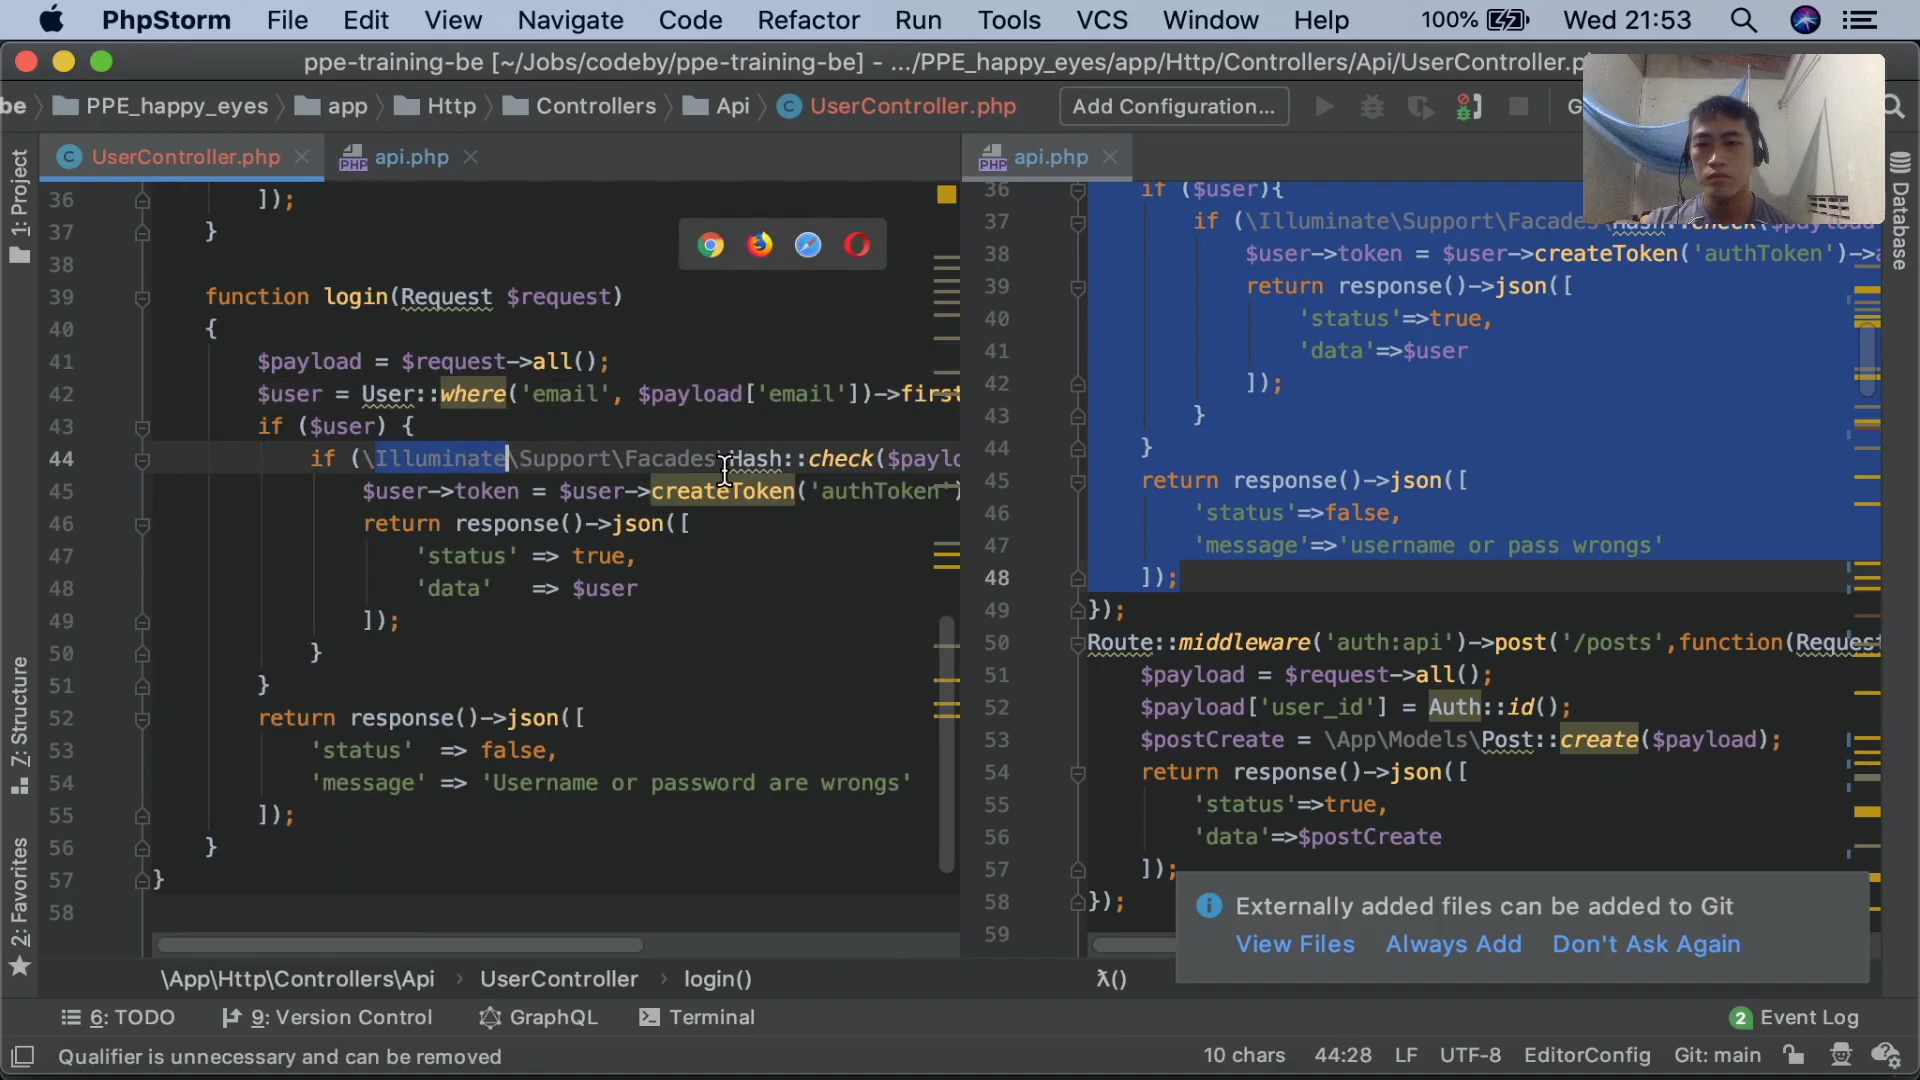 PhpStorm File Edit View Navigate Code Refactor Run Tools VCS Window Help 100% Wed 21:53
ppe-training-be [~/Jobs/codeby/ppe-training-be] - .../PPE_happy_eyes/app/Http/Controllers/Api/UserController.p
be PPE_happy_eyes app Http Controllers Api UserController.php Add Configuration...
UserController.php api.php
36 ]);
37 }
38
39 function login(Request $request)
40 {
41 $payload = $request->all();
42 $user = User::where('email', $payload['email'])->first
43 if ($user) {
44 if (\Illuminate\Support\Facades\Hash::check($paylo
45 $user->token = $user->createToken('authToken')
46 return response()->json([
47 'status' => true,
48 'data' => $user
49 ]);
50 }
51 }
52 return response()->json([
53 'status' => false,
54 'message' => 'Username or password are wrongs'
55 ]);
56 }
57 }
58
\App\Http\Controllers\Api UserController login()
api.php
36 if ($user){
37 if (\Illuminate\Support\Facades\Hash::check($payload
38 $user->token = $user->createToken('authToken')->a
39 return response()->json([
40 'status'=>true,
41 'data'=>$user
42 ]);
43 }
44 }
45 return response()->json([
46 'status'=>false,
47 'message'=>'username or pass wrongs'
48 ]);
49 });
50 Route::middleware('auth:api')->post('/posts',function(Request
51 $payload = $request->all();
52 $payload['user_id'] = Auth::id();
53 $postCreate = \App\Models\Post::create($payload);
54 return response()->json([
55 'status'=>true,
56 'data'=>$postCreate
57 ]);
58 });
59
λ()
Externally added files can be added to Git
View Files Always Add Don't Ask Again
1: Project
7: Structure
2: Favorites
Database
6: TODO 9: Version Control GraphQL Terminal 2 Event Log
Qualifier is unnecessary and can be removed 10 chars 44:28 LF UTF-8 EditorConfig Git: main